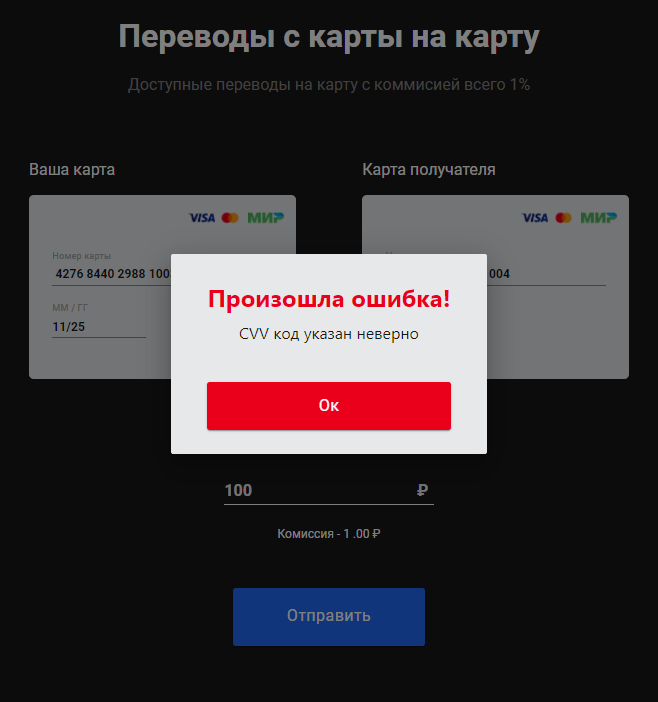 Переводы с карты на карту
Доступные переводы на карту с коммисией всего 1%
Ваша карта
Карта получателя
VISA МИР
VISA МИР
Номер карты
4276 8440 2988 100
004
ММ / ГГ
11/25
Произошла ошибка!
CVV код указан неверно
Ок
100 ₽
Комиссия - 1 .00 ₽
Отправить